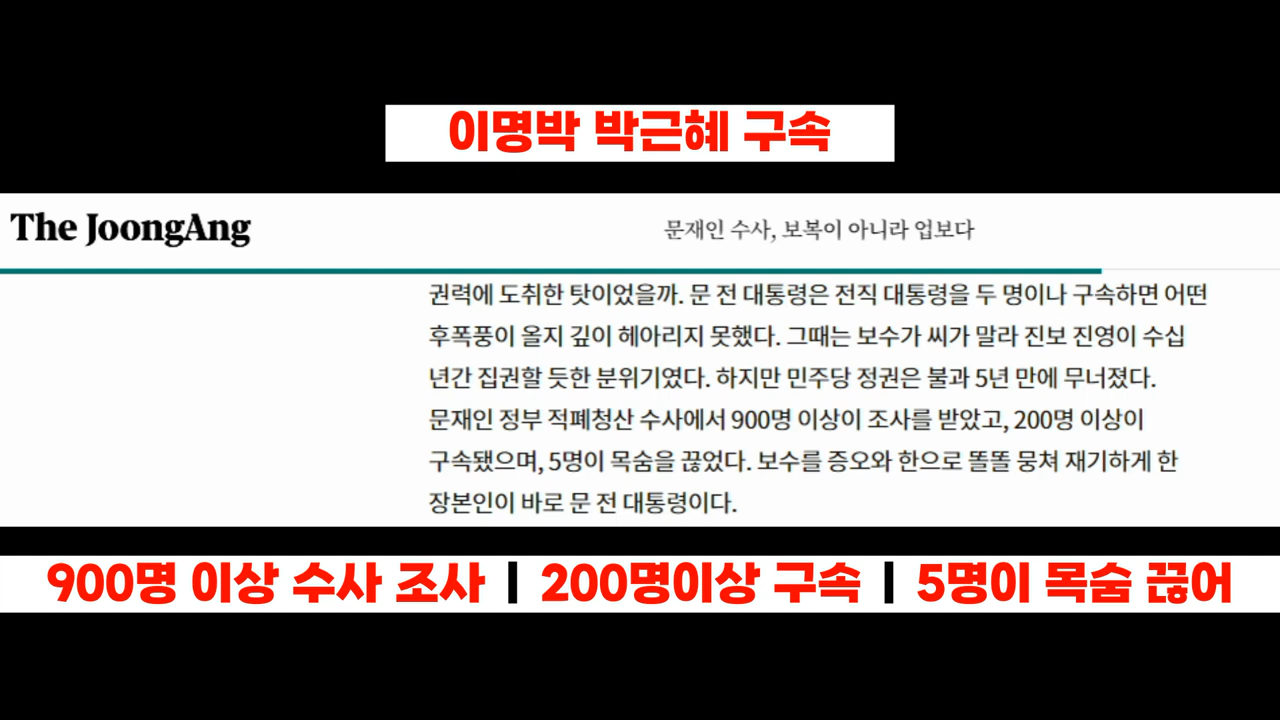 이명박 박근혜 구속
The JoongAng
문재인 수사, 보복이 아니라 업보다
권력에 도취한 탓이었을까. 문 전 대통령은 전직 대통령을 두 명이나 구속하면 어떤
후폭풍이 올지 깊이 헤아리지 못했다. 그때는 보수가 씨가 말라 진보 진영이 수십
년간 집권할 듯한 분위기였다. 하지만 민주당 정권은 불과 5년 만에 무너졌다.
문재인 정부 적폐청산 수사에서 900명 이상이 조사를 받았고, 200명 이상이
구속됐으며, 5명이 목숨을 끊었다. 보수를 증오와 한으로 똘똘 뭉쳐 재기하게 한
장본인이 바로 문 전 대통령이다.
900명 이상 수사 조사 | 200명이상 구속 | 5명이 목숨 끊어